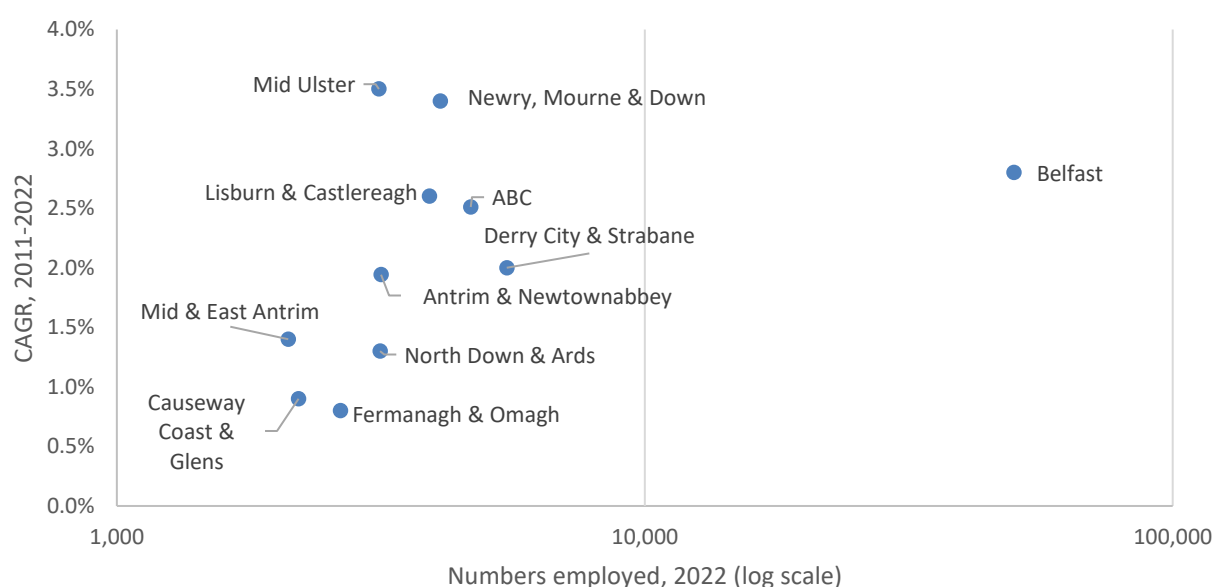 4.0%
3.5%
3.0%
2.5%
2.0%
1.5%
1.0%
0.5%
0.0%
CAGR, 2011-2022
Mid Ulster
Newry, Mourne & Down
Belfast
Lisburn & Castlereagh
ABC
Derry City & Strabane
Antrim & Newtownabbey
Mid & East Antrim
North Down & Ards
Causeway
Coast &
Glens
Fermanagh & Omagh
1,000
10,000
100,000
Numbers employed, 2022 (log scale)